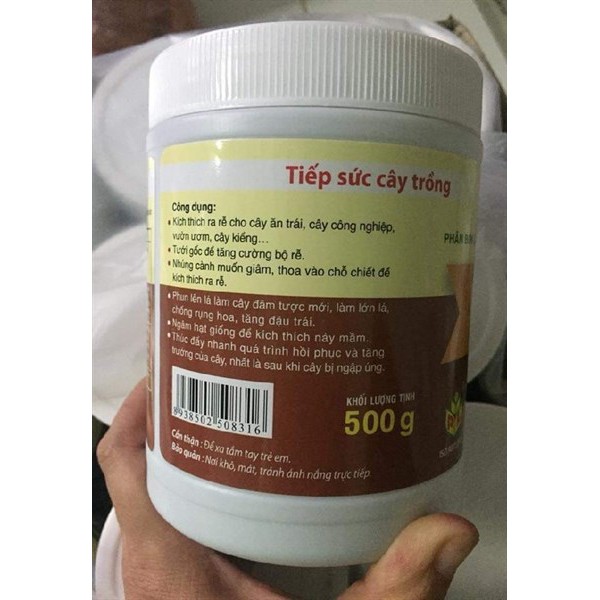 Tiếp sức cây trồng
Công dụng:
• Kích thích ra rễ cho cây ăn trái, cây công nghiệp,
vườn ươm, cây kiểng...
• Tưới gốc để tăng cường bộ rễ.
• Nhúng cành muốn giâm, thoa vào chỗ chiết để
kích thích ra rễ.
• Phun lên lá làm cây đâm tược mới, làm lớn lá,
chống rụng hoa, tăng đậu trái.
• Ngâm hạt giống để kích thích nảy mầm.
• Thúc đẩy nhanh quá trình hồi phục và tăng
trưởng của cây, nhất là sau khi cây bị ngập úng.
PHÂN
KHỐI LƯỢNG TỊNH
500 g
8938502508316
Cẩn thận : Để xa tầm tay trẻ em.
Bảo quản : Nơi khô, mát, tránh ánh nắng trực tiếp.